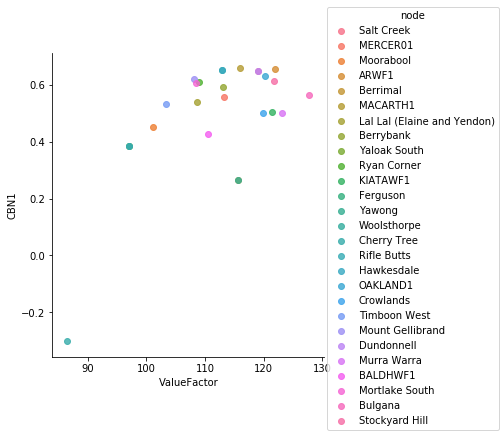 node
Salt Creek
MERCER01
Moorabool
ARWF1
Berrimal
MACARTH1
Lal Lal (Elaine and Yendon)
Berrybank
Yaloak South
Ryan Corner
KIATAWF1
Ferguson
Yawong
Woolsthorpe
Cherry Tree
Rifle Butts
Hawkesdale
OAKLAND1
Crowlands
Timboon West
Mount Gellibrand
Dundonnell
Murra Warra
BALDHWF1
Mortlake South
Bulgana
Stockyard Hill
0.6
0.4
0.2
0.0
−0.2
CBN1
90 100 110 120 130
ValueFactor